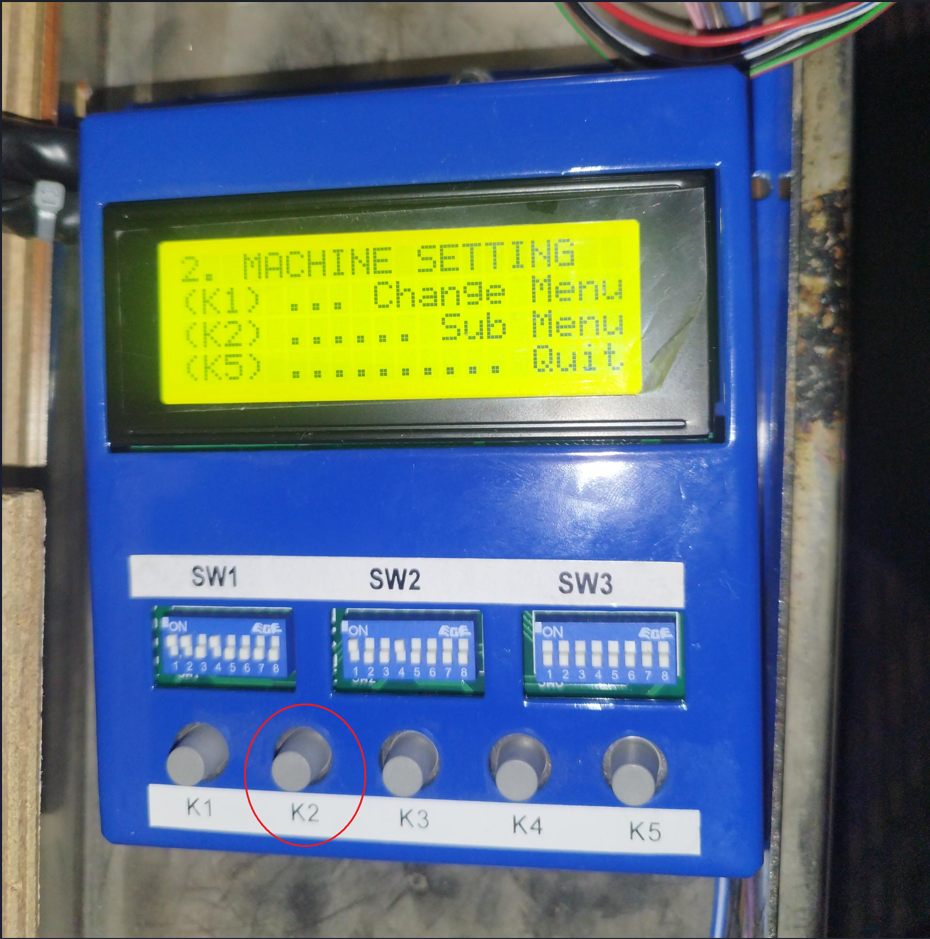 2. MACHINE SETTING
(K1) ... Change Menu
(K2) ...... Sub Menu
(K5) .......... Quit
SW1 SW2 SW3
ON ON ON
1 2 3 4 5 6 7 8 1 2 3 4 5 6 7 8 1 2 3 4 5 6 7 8
K1 K2 K3 K4 K5